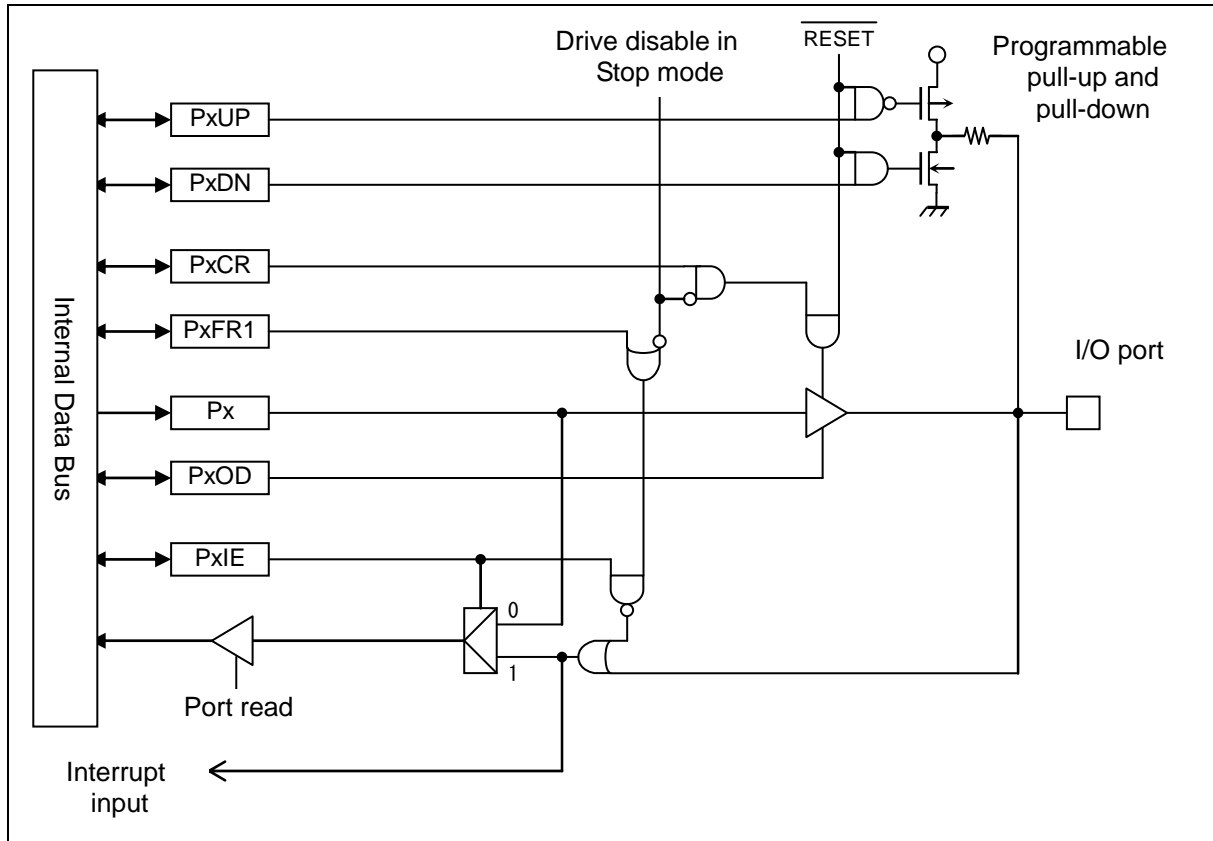 Drive disable in
Stop mode
RESET
Programmable
pull-up and
pull-down
PxUP
PxDN
PxCR
PxFR1
I/O port
Px
PxOD
PxIE
0
1
Port read
Interrupt
input
Internal Data Bus